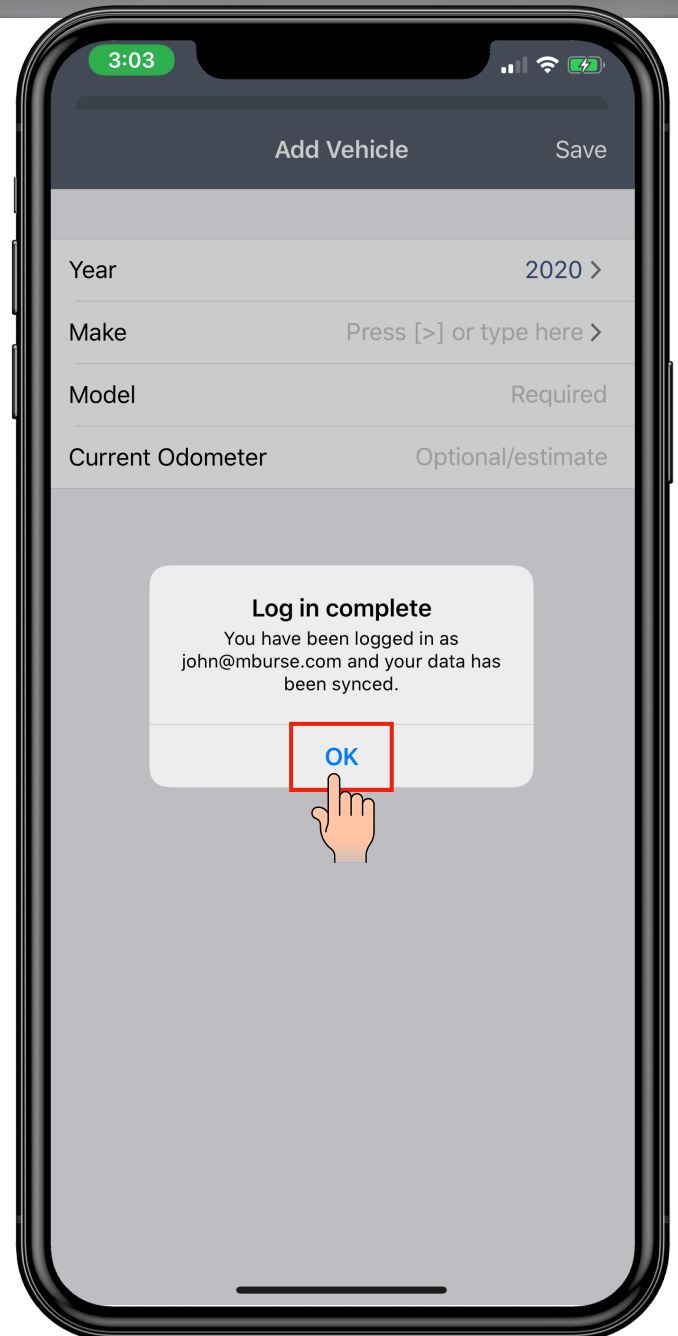 3:03
Add Vehicle Save
Year 2020 >
Make Press [>] or type here >
Model Required
Current Odometer Optional/estimate
Log in complete
You have been logged in as
john@mburse.com and your data has
been synced.
OK